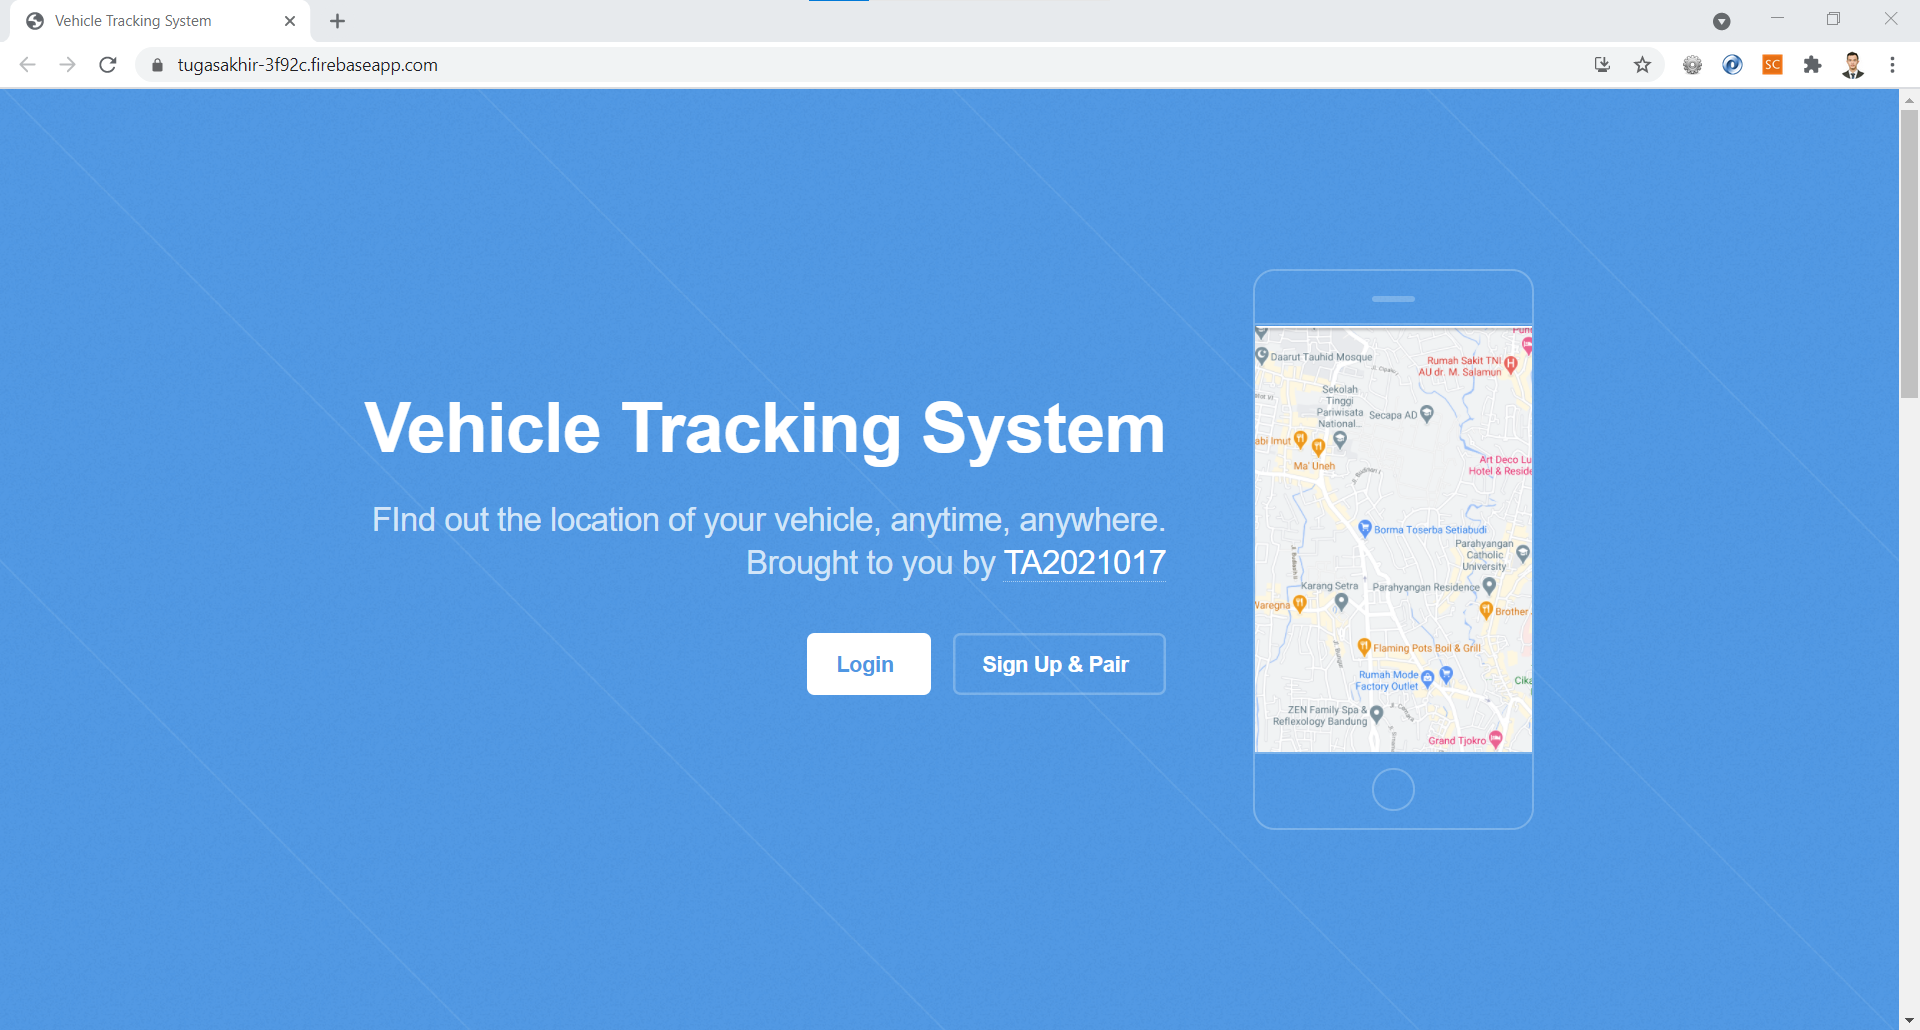 Vehicle Tracking System
tugasakhir-3f92c.firebaseapp.com
SC
Vehicle Tracking System
FInd out the location of your vehicle, anytime, anywhere.
Brought to you by TA2021017
Login
Sign Up & Pair
Daarut Tauhid Mosque
Rumah Sakit TNI
AU dr. M. Salamun
Sekolah
Tinggi
Pariwisata
National...
Secapa AD
abi Imut
Ma' Uneh
Art Deco Lu
Hotel & Reside
Jl. Budisari I
Borma Toserba Setiabudi
Parahyangan
Catholic
University
Karang Setra
Parahyangan Residence
Waregna
Brother
Flaming Pots Boil & Grill
Rumah Mode
Factory Outlet
Cika
ZEN Family Spa &
Reflexology Bandung
Grand Tjokro